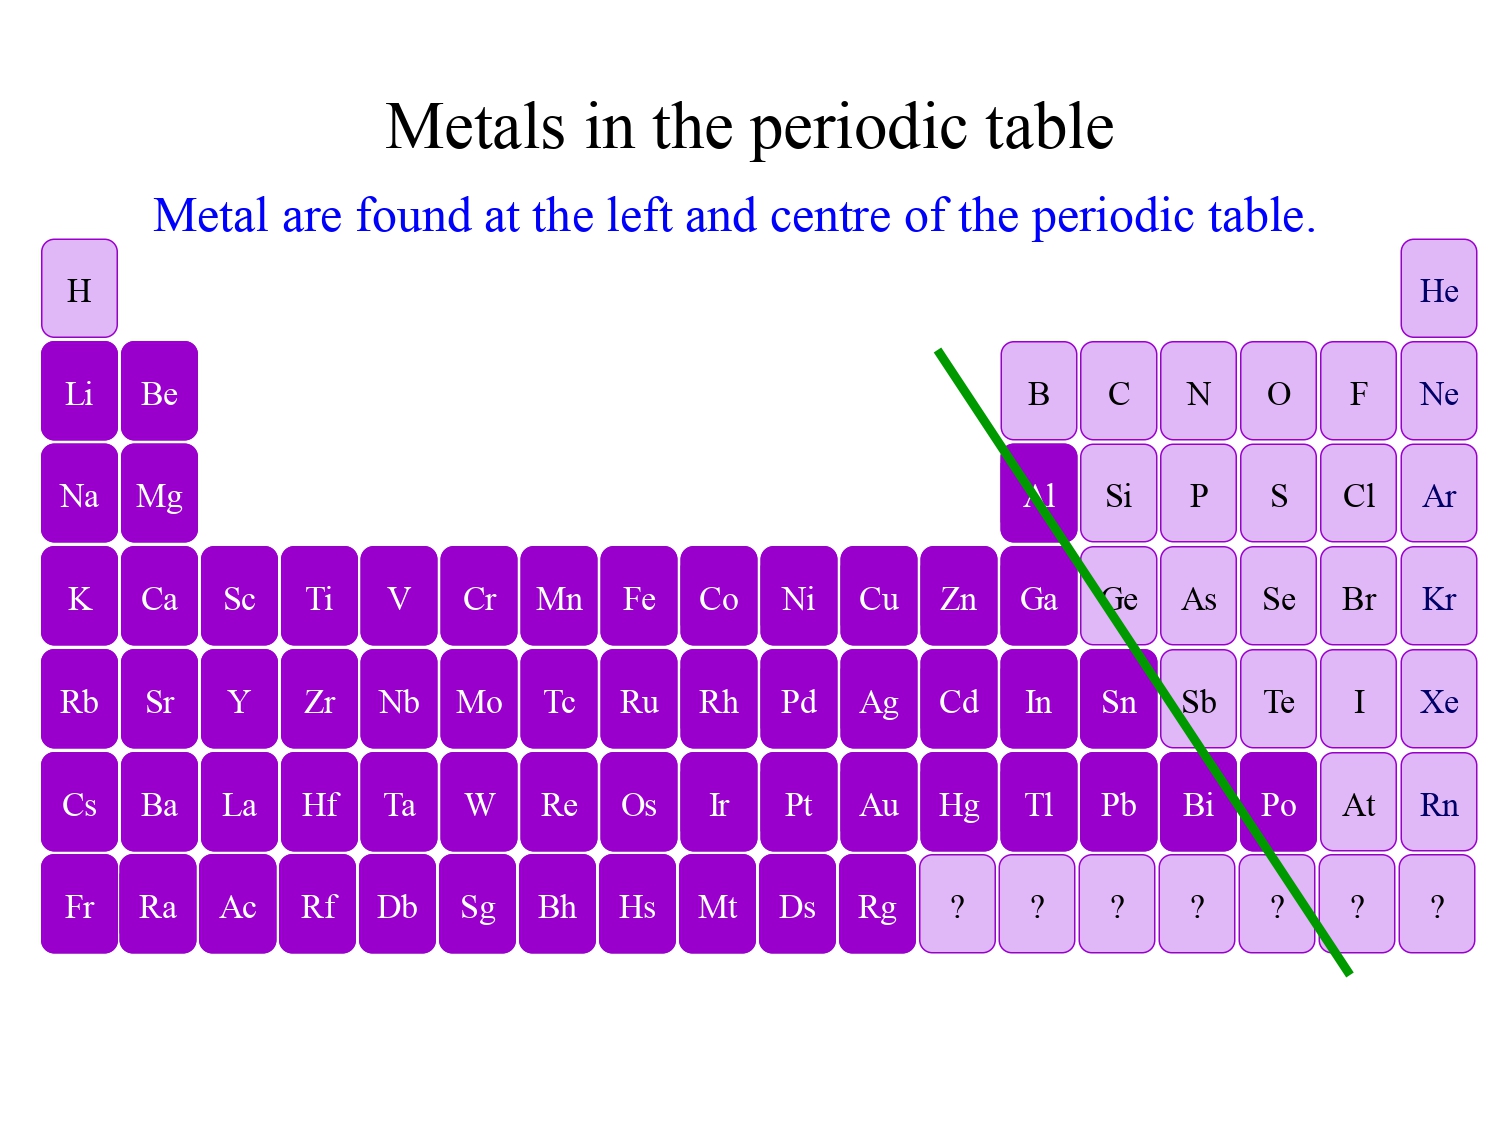 Metals in the periodic table
Metal are found at the left and centre of the periodic table.
H He
Li Be B C N O F Ne
Na Mg Al Si P S Cl Ar
K Ca Sc Ti V Cr Mn Fe Co Ni Cu Zn Ga Ge As Se Br Kr
Rb Sr Y Zr Nb Mo Tc Ru Rh Pd Ag Cd In Sn Sb Te I Xe
Cs Ba La Hf Ta W Re Os Ir Pt Au Hg Tl Pb Bi Po At Rn
Fr Ra Ac Rf Db Sg Bh Hs Mt Ds Rg ? ? ? ? ? ? ?